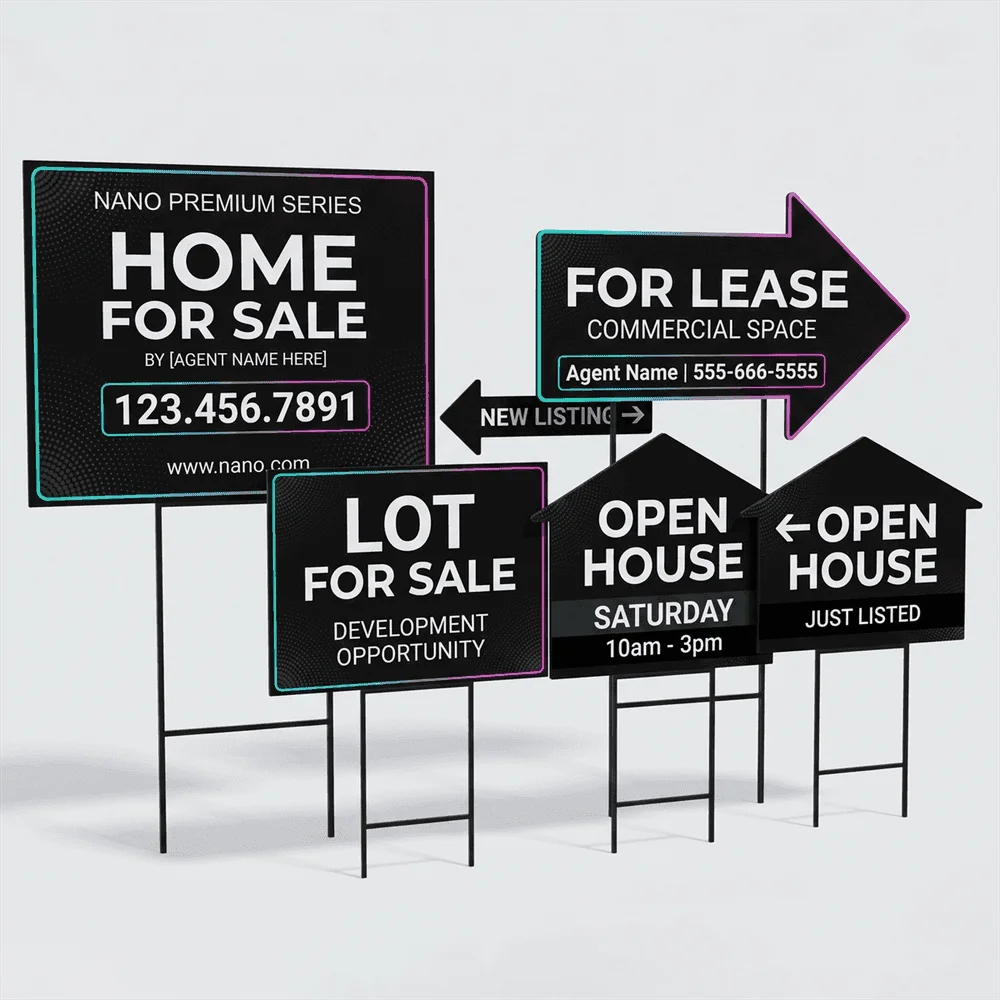 NANO PREMIUM SERIES
HOME
FOR SALE
BY [AGENT NAME HERE]
123.456.7891
www.nano.com
FOR LEASE
COMMERCIAL SPACE
Agent Name | 555-666-5555
NEW LISTING →
LOT
FOR SALE
DEVELOPMENT
OPPORTUNITY
OPEN
HOUSE
SATURDAY
10am - 3pm
←OPEN
HOUSE
JUST LISTED